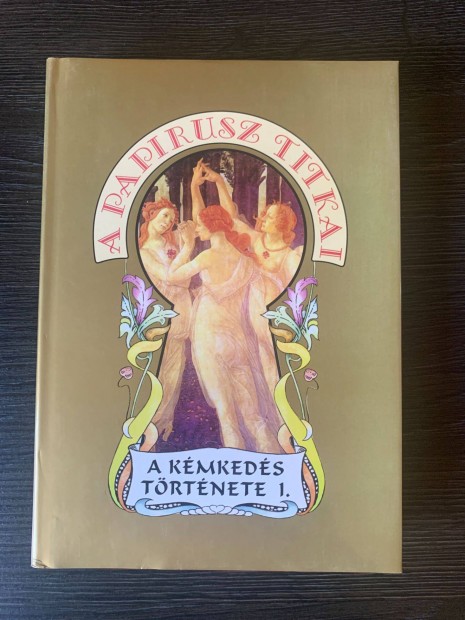 A PAPIRUSZ TITKAI
A KÉMKEDÉS
TÖRTÉNETE 1.